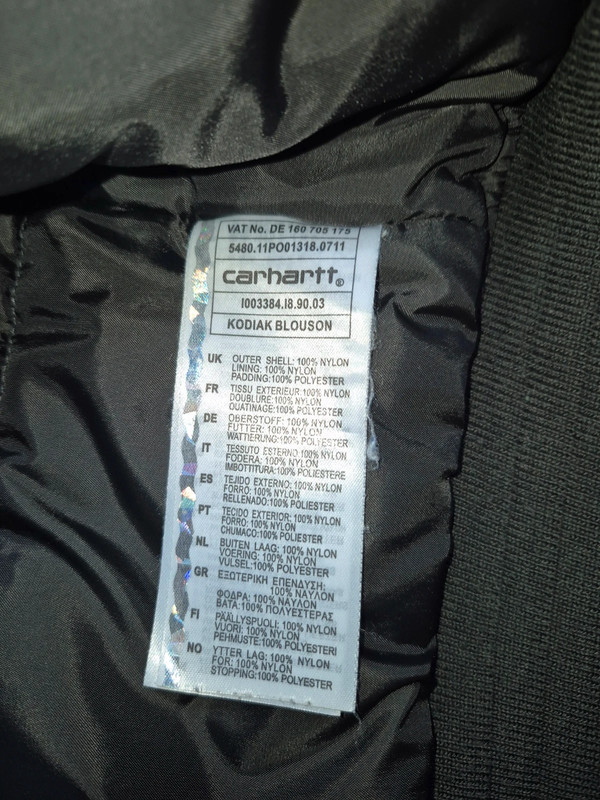 VAT No. DE 160 705 175
5480.11PO01318.0711
carhartt®
I003384.I8.90.03
KODIAK BLOUSON
UK OUTER SHELL: 100% NYLON
LINING: 100% NYLON
PADDING:100% POLYESTER
FR TISSU EXTERIEUR:100% NYLON
DOUBLURE: 100% NYLON
OUATINAGE:100% POLYESTER
DE OBERSTOFF: 100% NYLON
FUTTER: 100% NYLON
WATTIERUNG:100% POLYESTER
IT TESSUTO ESTERNO:100% NYLON
FODERA: 100% NYLON
IMBOTTITURA:100% POLIESTERE
ES TEJIDO EXTERNO: 100% NYLON
FORRO: 100% NYLON
RELLENADO:100% POLIESTER
PT TECIDO EXTERIOR: 100% NYLON
FORRO: 100% NYLON
CHUMACO:100% POLIESTER
NL BUITEN LAAG: 100% NYLON
VOERING: 100% NYLON
VULSEL:100% POLYESTER
GR ΕΞΩΤΕΡΙΚΗ ΕΠΕΝΔΥΣΗ:
100% ΝΑΥΛΟΝ
ΦΟΔΡΑ: 100% ΝΑΥΛΟΝ
ΒΑΤΑ:100% ΠΟΛΥΕΣΤΕΡΑΣ
FI PÄÄLLYSPUOLI: 100% NYLON
VUORI: 100% NYLON
PEHMUSTE:100% POLYESTERI
NO YTTER LAG: 100% NYLON
FOR: 100% NYLON
STOPPING:100% POLYESTER